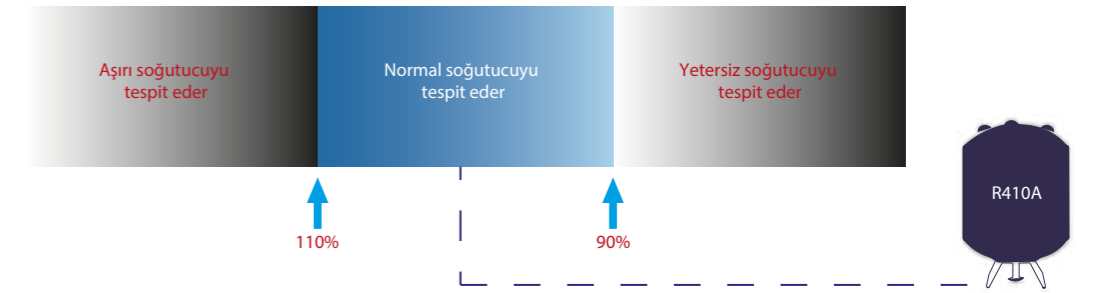 Aşırı soğutucuyu
tespit eder
Normal soğutucuyu
tespit eder
Yetersiz soğutucuyu
tespit eder
R410A
110%
90%